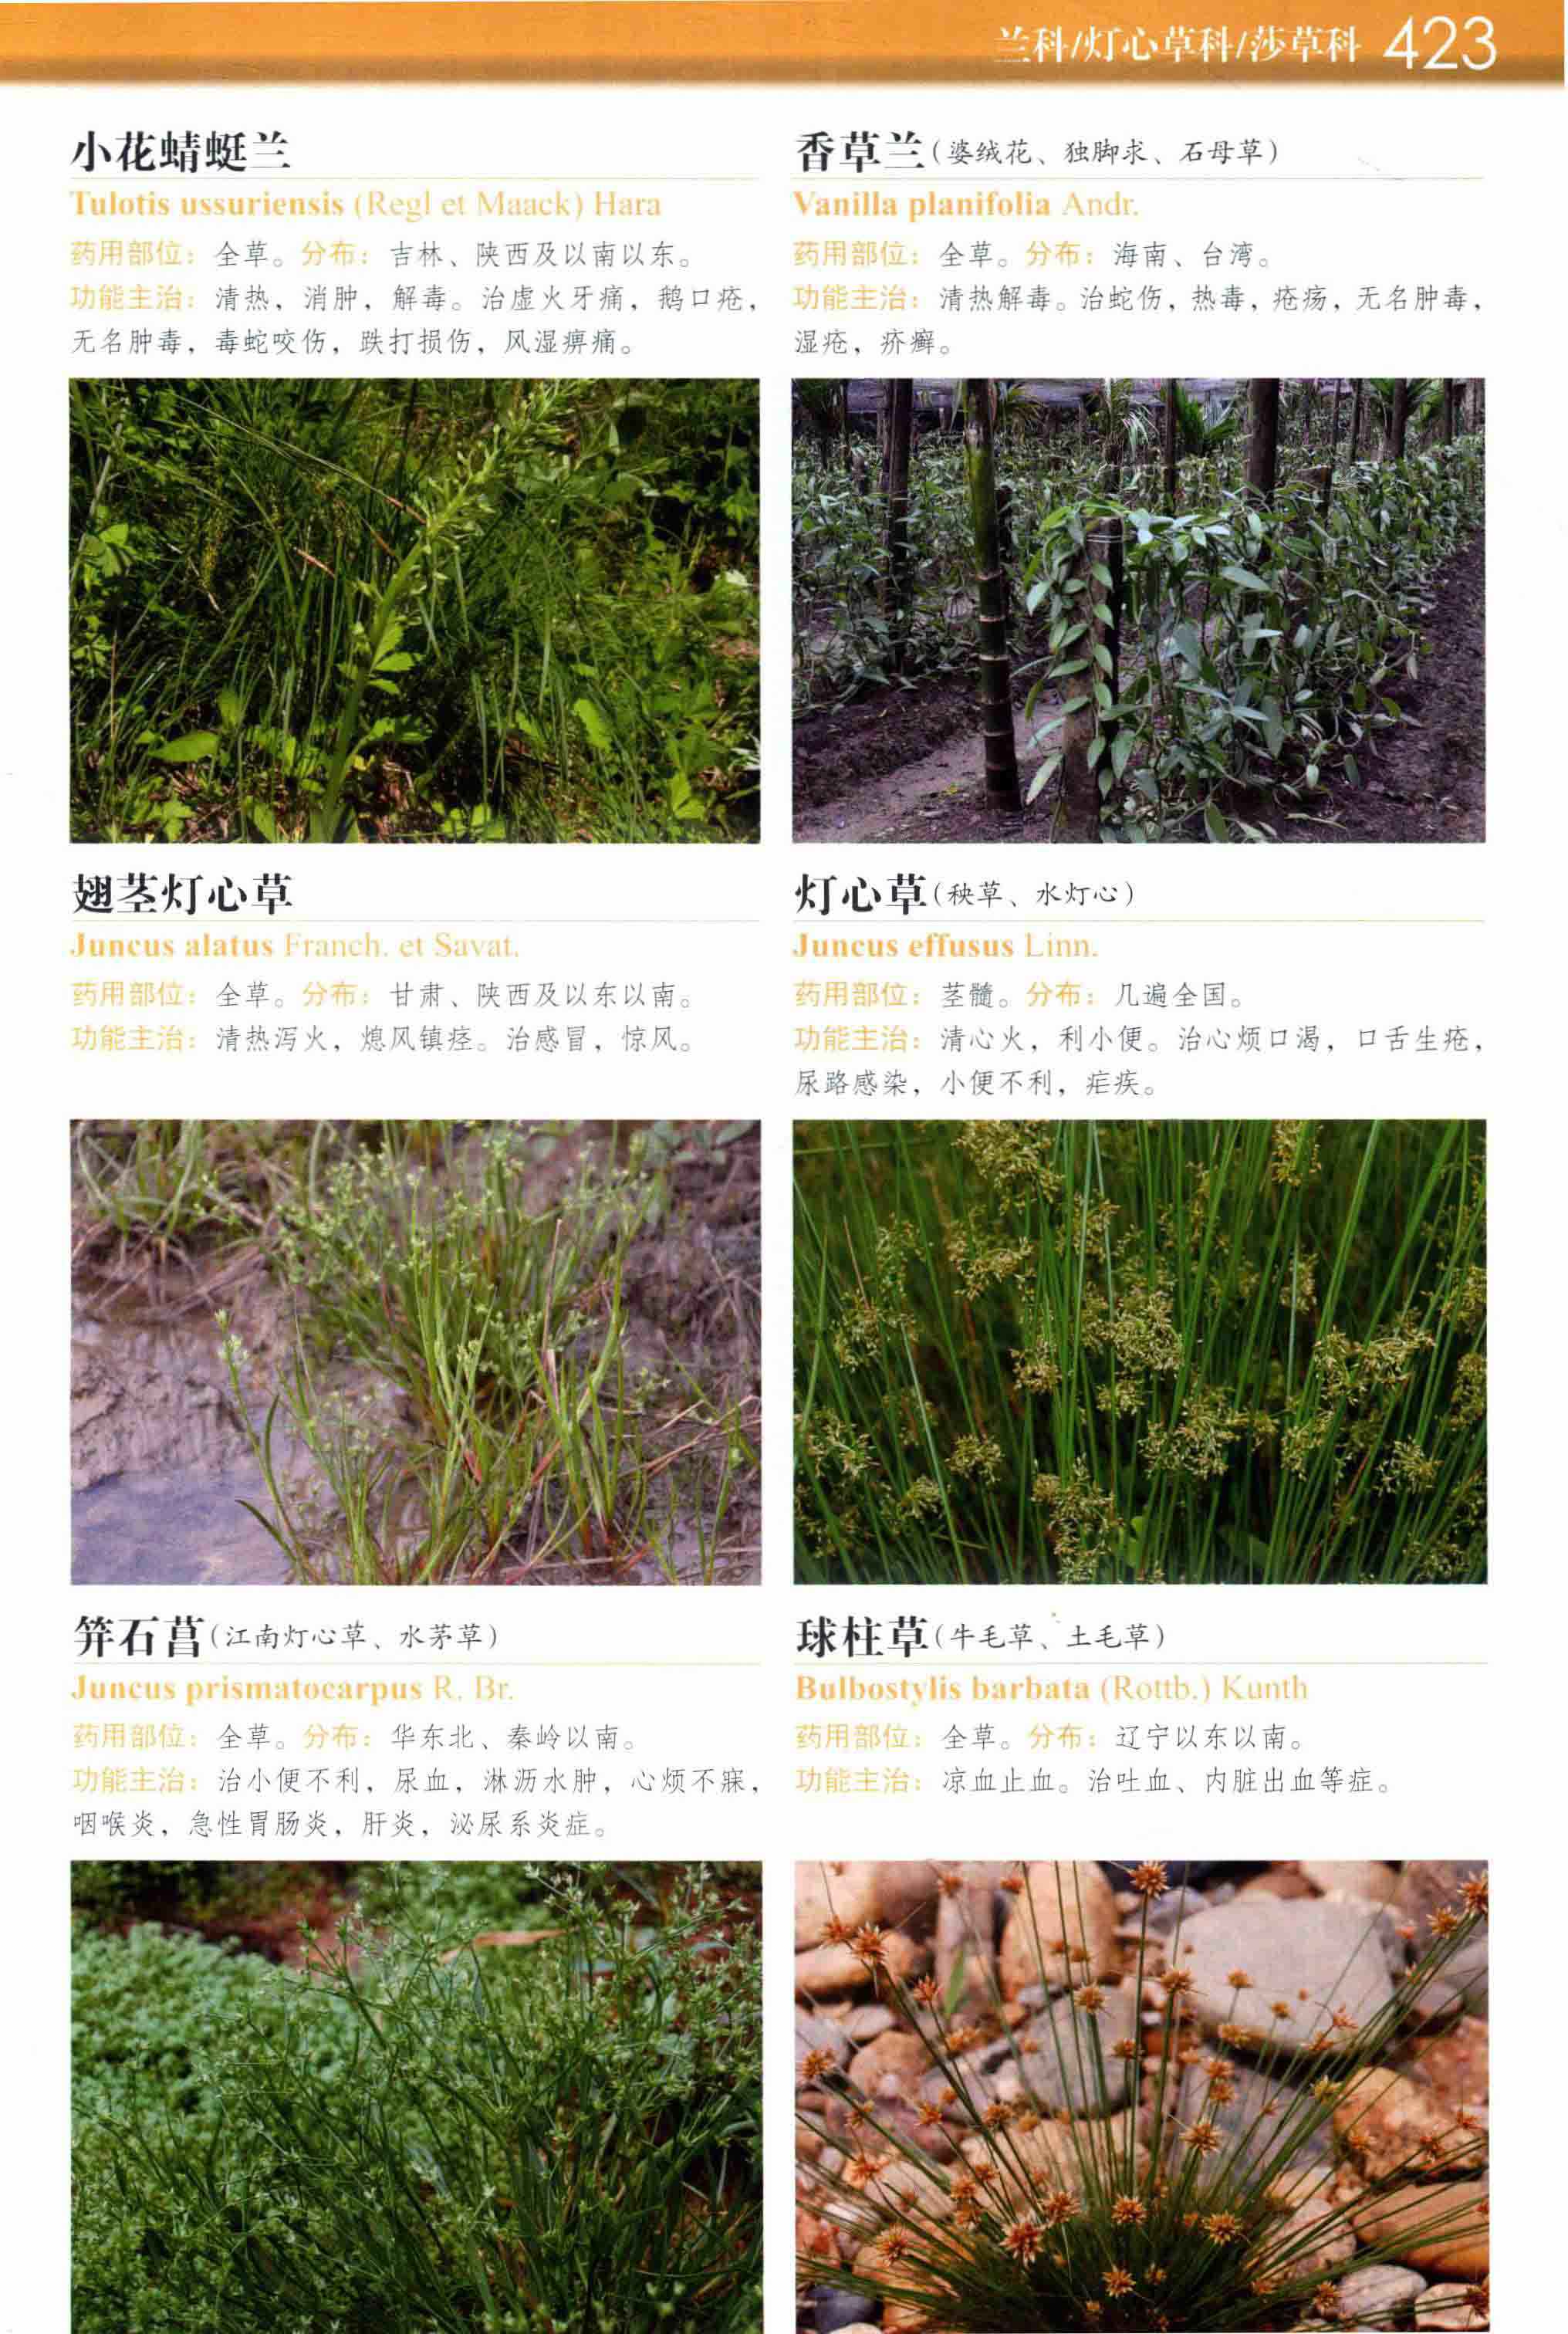 兰科/灯心草科/莎草科 423
小花蜻蜓兰
Tulotis ussuriensis (Regl et Maack) Hara
药用部位：全草。分布：吉林、陕西及以南以东。
功能主治：清热，消肿，解毒。治虚火牙痛，鹅口疮，
无名肿毒，毒蛇咬伤，跌打损伤，风湿痹痛。
香草兰（婆绒花、独脚求、石母草）
Vanilla planifolia Andr.
药用部位：全草。分布：海南、台湾。
功能主治：清热解毒。治蛇伤，热毒，疮疡，无名肿毒，
湿疮，疥癣。
翅茎灯心草
Juncus alatus Franch. et Savat.
药用部位：全草。分布：甘肃、陕西及以东以南。
功能主治：清热泻火，熄风镇痉。治感冒，惊风。
灯心草（秧草、水灯心）
Juncus effusus Linn.
药用部位：茎髓。分布：几遍全国。
功能主治：清心火，利小便。治心烦口渴，口舌生疮，
尿路感染，小便不利，疟疾。
笄石菖（江南灯心草、水茅草）
Juncus prismatocarpus R. Br.
药用部位：全草。分布：华东北、秦岭以南。
功能主治：治小便不利，尿血，淋沥水肿，心烦不寐，
咽喉炎，急性胃肠炎，肝炎，泌尿系炎症。
球柱草（牛毛草、土毛草）
Bulbostylis barbata (Rottb.) Kunth
药用部位：全草。分布：辽宁以东以南。
功能主治：凉血止血。治吐血、内脏出血等症。